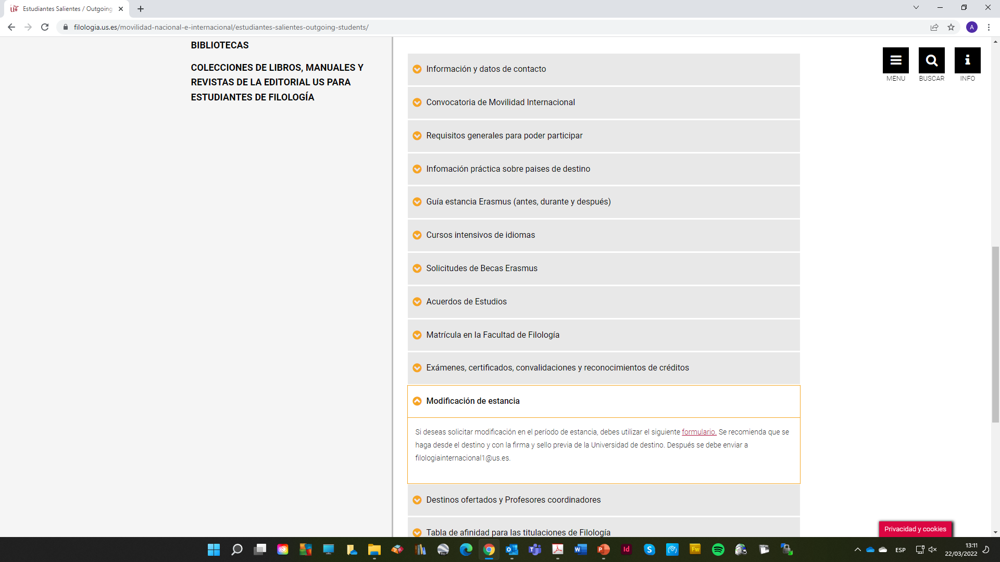 Estudiantes Salientes / Outgoing
filologia.us.es/movilidad-nacional-e-internacional/estudiantes-salientes-outgoing-students/
A
BIBLIOTECAS
COLECCIONES DE LIBROS, MANUALES Y
REVISTAS DE LA EDITORIAL US PARA
ESTUDIANTES DE FILOLOGÍA
MENU
BUSCAR
INFO
Información y datos de contacto
Convocatoria de Movilidad Internacional
Requisitos generales para poder participar
Infomación práctica sobre paises de destino
Guía estancia Erasmus (antes, durante y después)
Cursos intensivos de idiomas
Solicitudes de Becas Erasmus
Acuerdos de Estudios
Matrícula en la Facultad de Filología
Exámenes, certificados, convalidaciones y reconocimientos de créditos
Modificación de estancia
Si deseas solicitar modificación en el período de estancia, debes utilizar el siguiente formulario. Se recomienda que se
haga desde el destino y con la firma y sello previa de la Universidad de destino. Después se debe enviar a
filologiainternacional1@us.es.
Destinos ofertados y Profesores coordinadores
Tabla de afinidad para las titulaciones de Filología
Privacidad y cookies
Id
Fw
ESP
13:11
22/03/2022